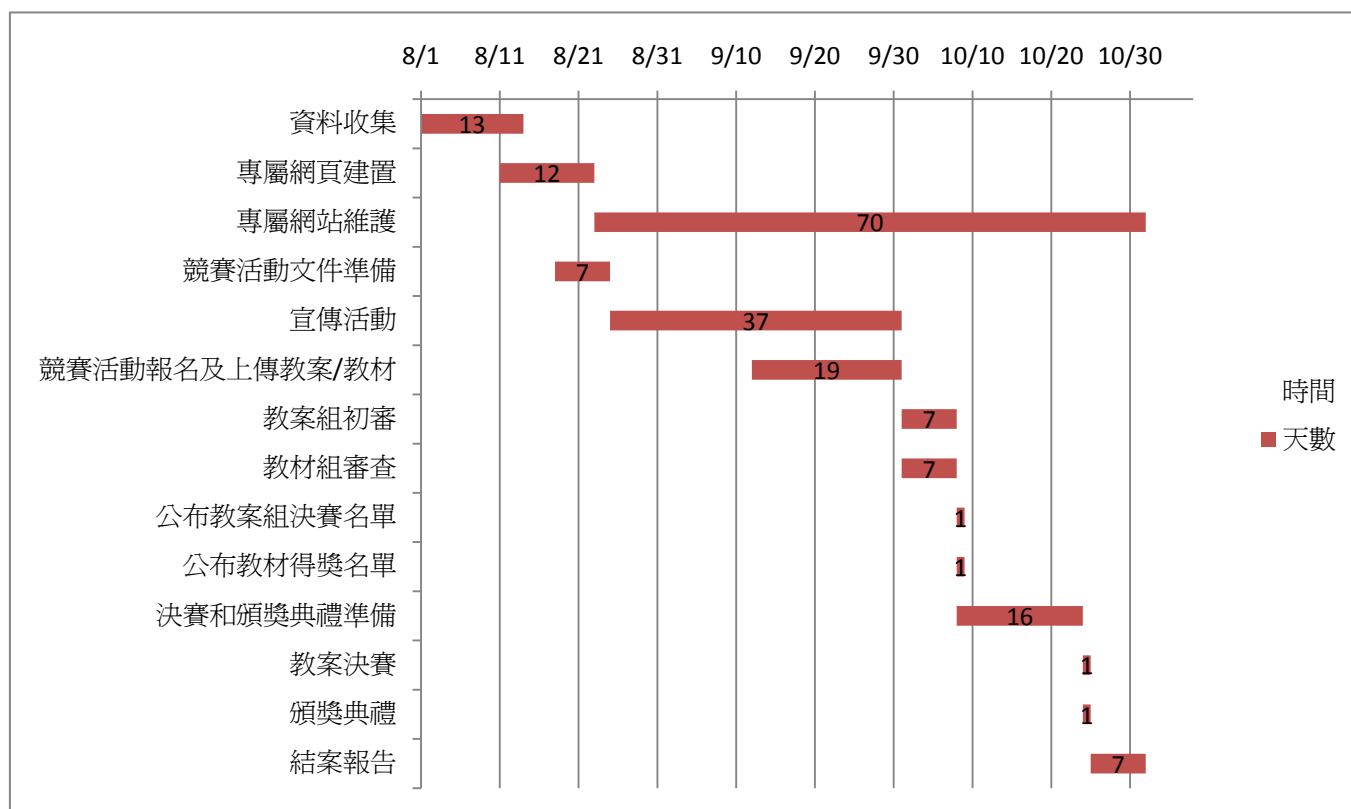 8/1 8/11 8/21 8/31 9/10 9/20 9/30 10/10 10/20 10/30
資料收集 13
專屬網頁建置 12
專屬網站維護 70
競賽活動文件準備 7
宣傳活動 37
競賽活動報名及上傳教案/教材 19
時間
教案組初審 7
天數
教材組審查 7
公布教案組決賽名單 1
公布教材得獎名單 1
決賽和頒獎典禮準備 16
教案決賽 1
頒獎典禮 1
結案報告 7